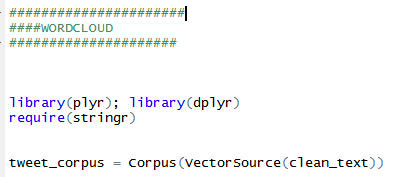 ######################
####WORDCLOUD
#####################
library(plyr); library(dplyr)
require(stringr)
tweet_corpus = Corpus(VectorSource(clean_text))